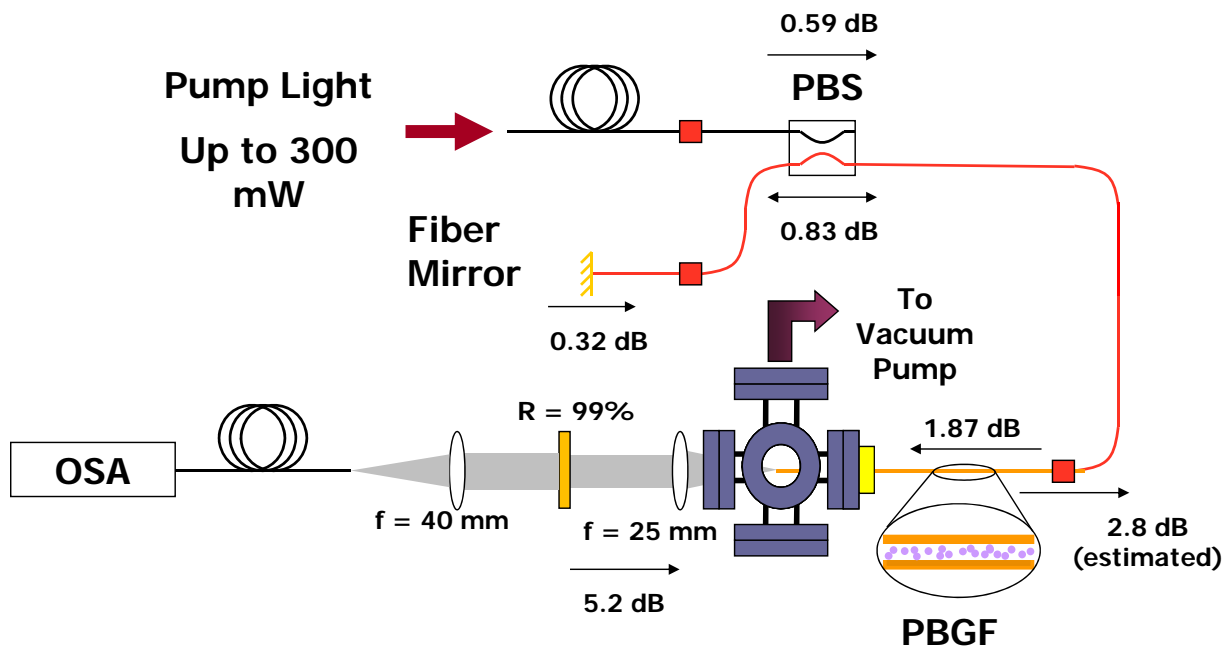 0.59 dB
PBS
Pump Light
Up to 300
mW
0.83 dB
Fiber
Mirror
0.32 dB
To
Vacuum
Pump
R = 99%
1.87 dB
OSA
f = 40 mm
f = 25 mm
2.8 dB
(estimated)
5.2 dB
PBGF